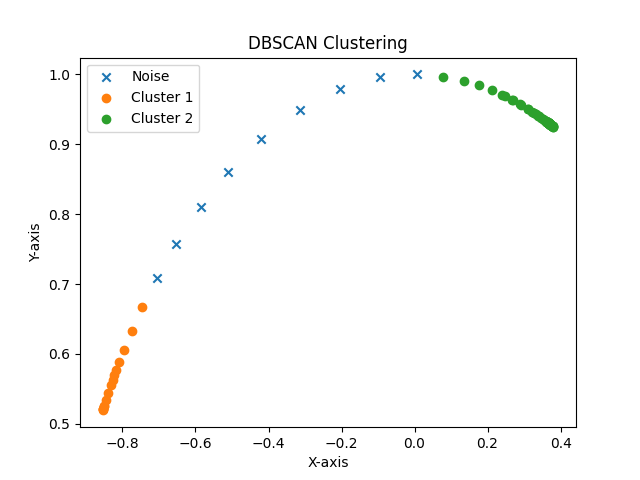 DBSCAN Clustering
Noise
Cluster 1
Cluster 2
1.0
0.9
0.8
0.7
0.6
0.5
Y-axis
−0.8 −0.6 −0.4 −0.2 0.0 0.2 0.4
X-axis